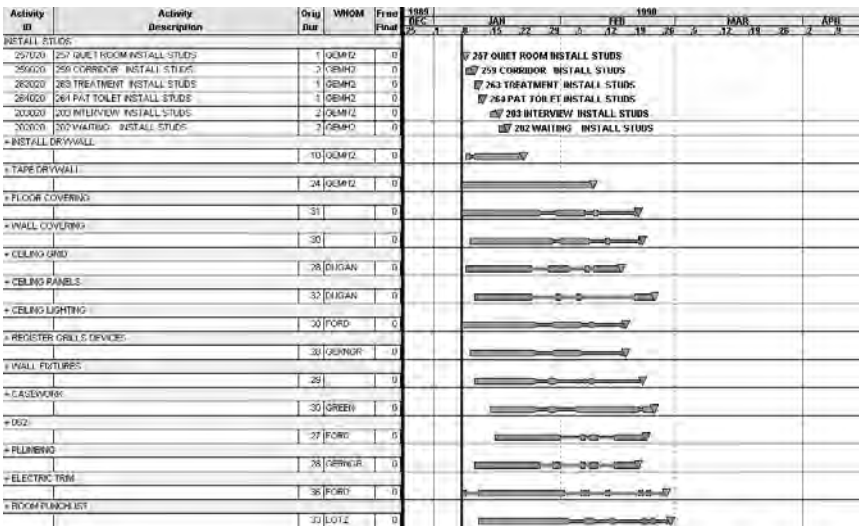 Activity ID Activity Description Orig Dur WHOM Free Float 1989 1990
DEC JAN FEB MAR APR
25 1 8 15 22 29 5 12 19 26 5 12 19 26 2 9
INSTALL STUDS
257020 257 QUIET ROOM INSTALL STUDS 1 GEMH2 0 257 QUIET ROOM INSTALL STUDS
259020 259 CORRIDOR INSTALL STUDS 2 GEMH2 0 259 CORRIDOR INSTALL STUDS
263020 263 TREATMENT INSTALL STUDS 1 GEMH2 0 263 TREATMENT INSTALL STUDS
264020 264 PAT TOILET INSTALL STUDS 1 GEMH2 0 264 PAT TOILET INSTALL STUDS
203020 203 INTERVIEW INSTALL STUDS 2 GEMH2 0 203 INTERVIEW INSTALL STUDS
202020 202 WAITING INSTALL STUDS 2 GEMH2 0 202 WAITING INSTALL STUDS
+ INSTALL DRYWALL
10 GEMH2 0
+ TAPE DRYWALL
24 GEMH2 0
+ FLOOR COVERING
31 0
+ WALL COVERING
30 0
+ CEILING GRID
28 DUGAN 0
+ CEILING PANELS
32 DUGAN 0
+ CEILING LIGHTING
30 FORD 0
+ REGISTER GRILLS DEVICES
GERNOR 0
+ WALL FIXTURES
29 0
+ CASEWORK
30 GREEN 0
+
27 FORD 0
+ PLUMBING
28 GERNOR 0
+ ELECTRIC TRIM
36 FORD 0
+ ROOM PUNCHLIST
33 LOTZ 0